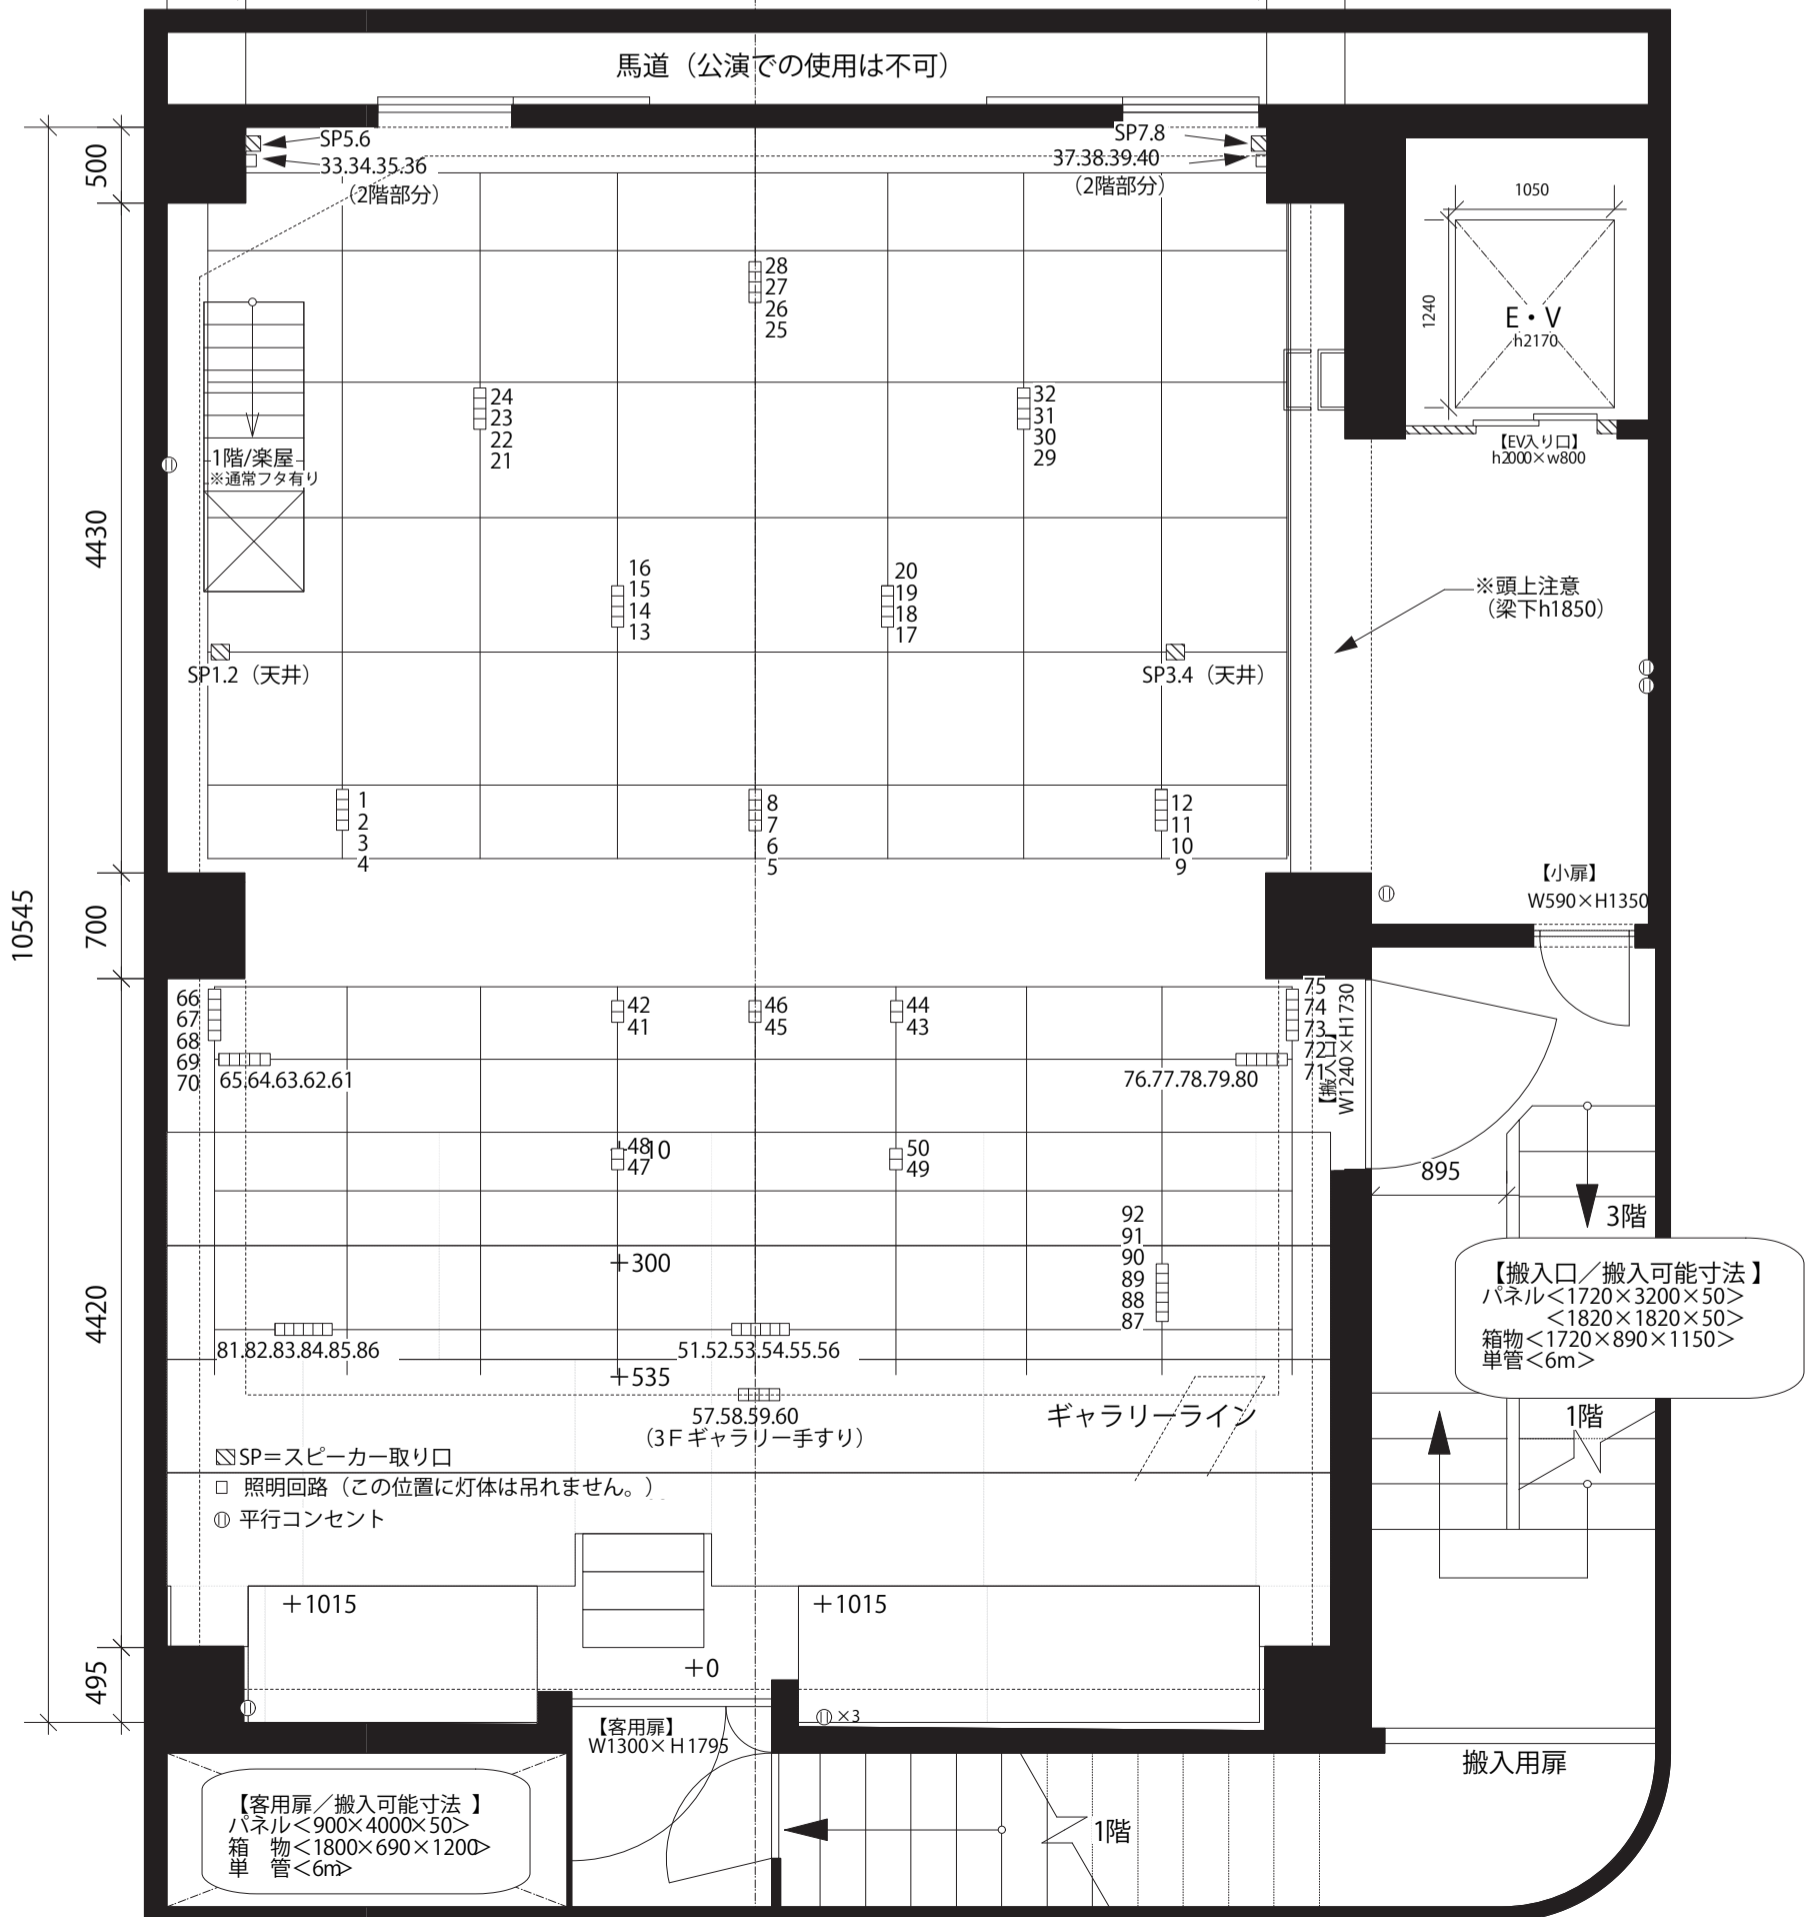 馬道（公演での使用は不可）
SP5.6
33.34.35.36
（2階部分）
SP7.8
37.38.39.40
（2階部分）
500
1050
1240
E・V
h2170
【EV入り口】
h2000×w800
28
27
26
25
24
23
22
21
32
31
30
29
1階/楽屋
※通常フタ有り
4430
16
15
14
13
20
19
18
17
※頭上注意
（梁下h1850）
SP1.2（天井）
SP3.4（天井）
1
2
3
4
8
7
6
5
12
11
10
9
10545
700
【小扉】
W590×H1350
66
67
68
69
70
42
41
46
45
44
43
75
74
73
72
71
【搬入口】
W1240×H1730
65.64.63.62.61
76.77.78.79.80
48
47
50
49
895
3階
92
91
90
89
88
87
+300
4420
81.82.83.84.85.86
51.52.53.54.55.56
+535
57.58.59.60
（3Fギャラリー手すり）
ギャラリーライン
【搬入口／搬入可能寸法 】
パネル＜1720×3200×50＞
＜1820×1820×50＞
箱物＜1720×890×1150＞
単管＜6m＞
1階
SP＝スピーカー取り口
照明回路（この位置に灯体は吊れません。）
平行コンセント
+1015
+1015
+0
495
×3
【客用扉】
W1300×H1795
搬入用扉
【客用扉／搬入可能寸法 】
パネル＜900×4000×50＞
箱　物＜1800×690×1200＞
単　管＜6m＞
1階